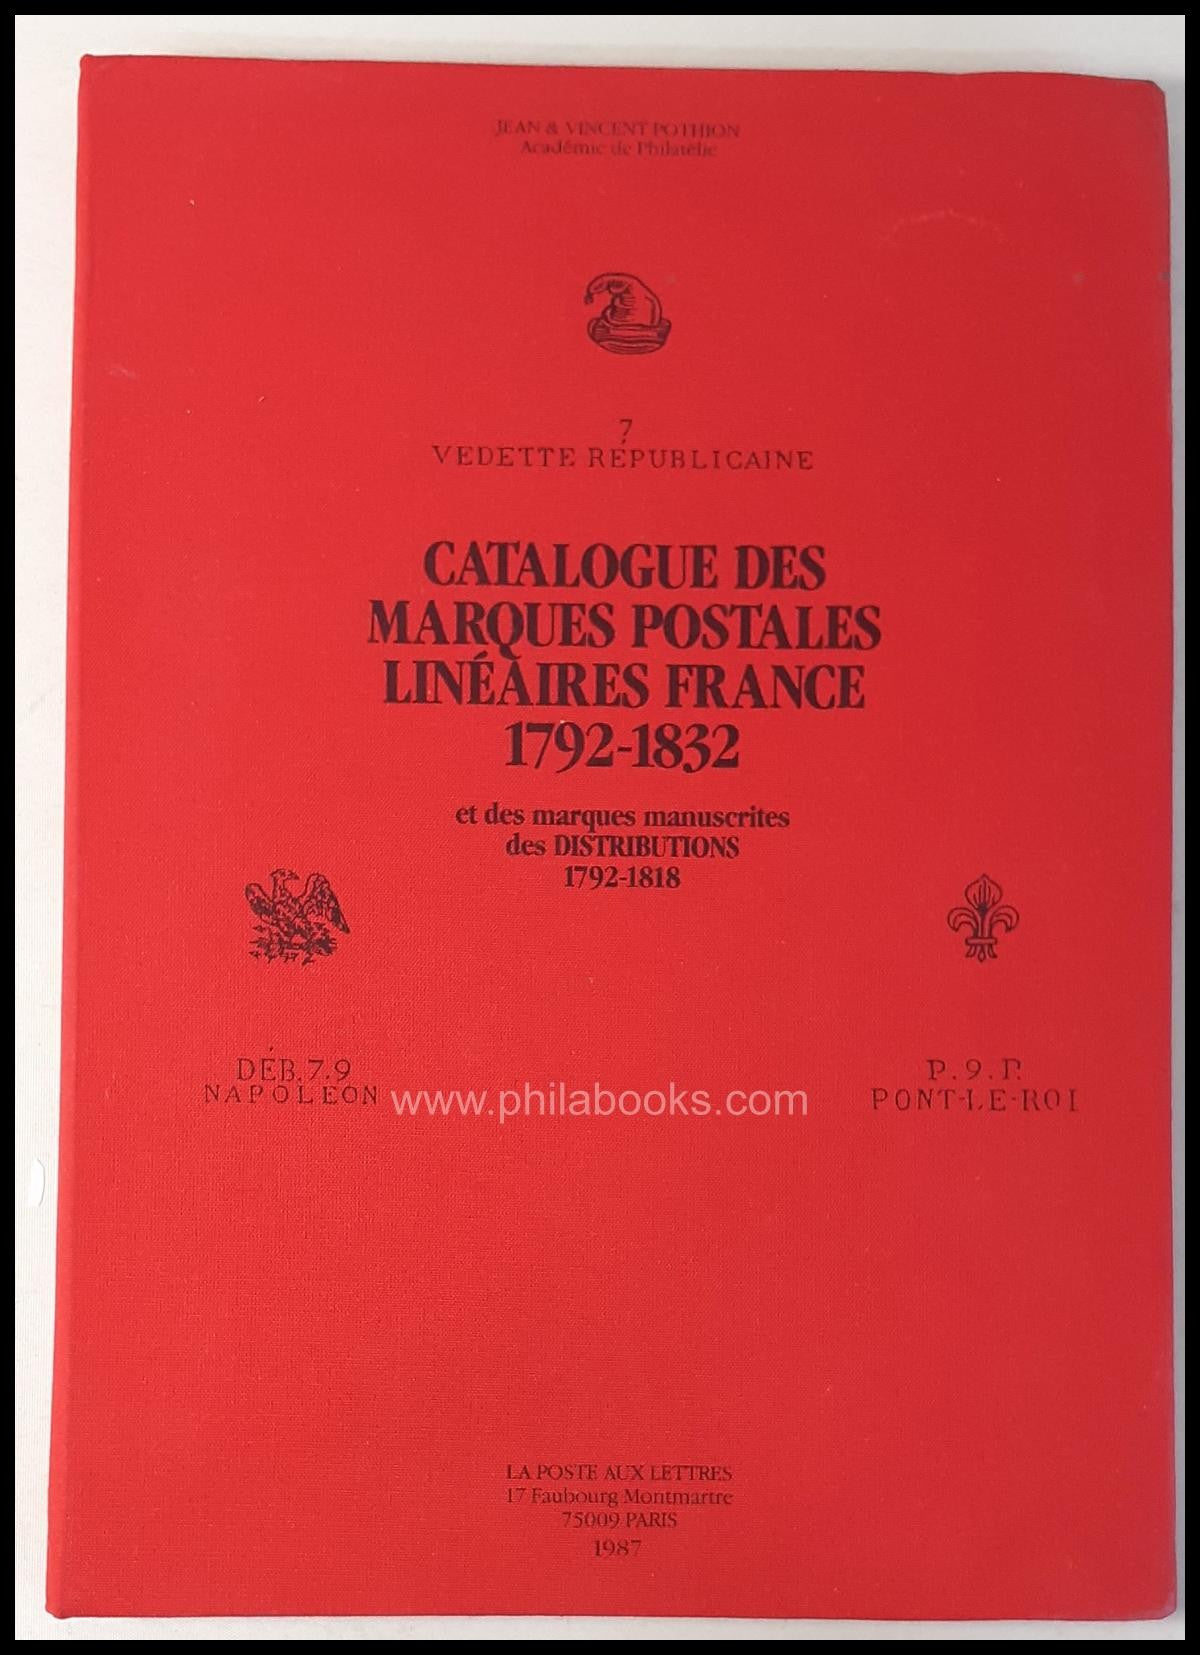 JEAN & VINCENT POTHION
Académie de Philatélie
7
VEDETTE RÉPUBLICAINE
CATALOGUE DES
MARQUES POSTALES
LINÉAIRES FRANCE
1792-1832
et des marques manuscrites
des DISTRIBUTIONS
1792-1818
DÉB.7.9
NAPOLEON
www.philabooks.com
P.9.P.
PONT-LE-ROI
LA POSTE AUX LETTRES
17 Faubourg Montmartre
75009 PARIS
1987